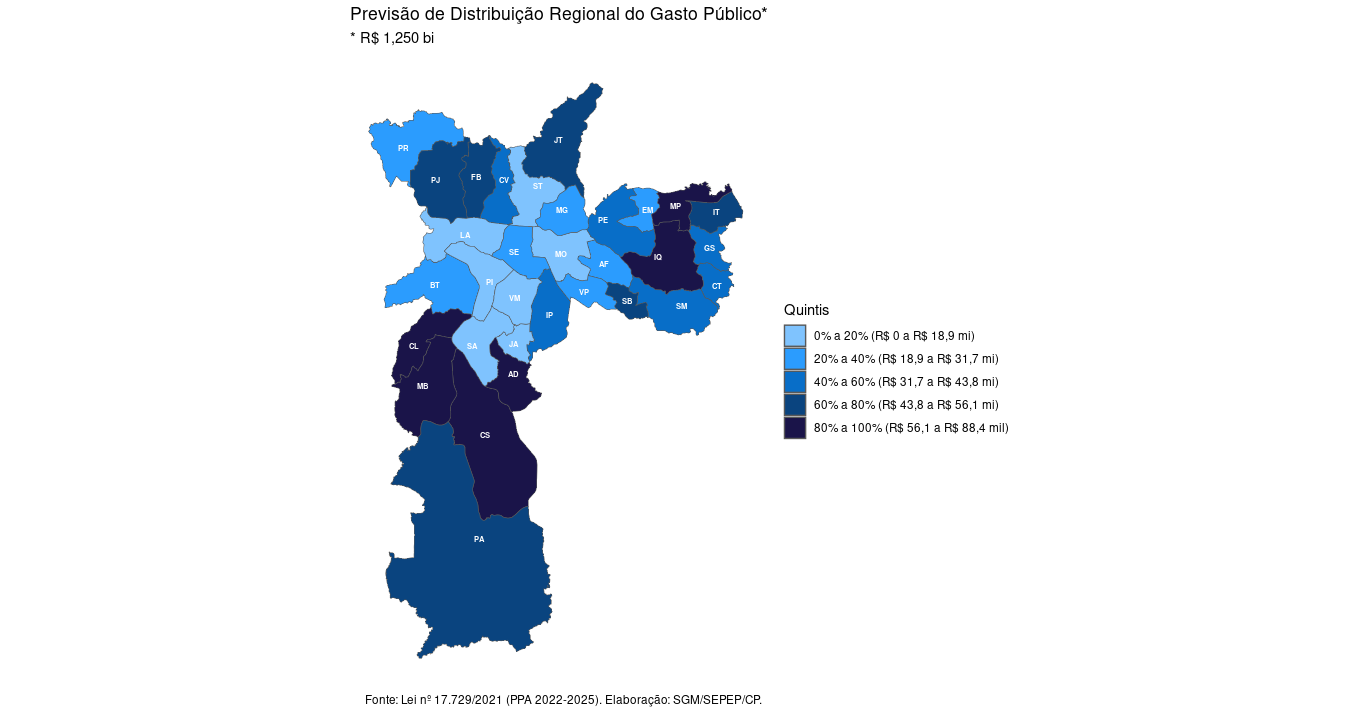 Previsão de Distribuição Regional do Gasto Público*
* R$ 1,250 bi
JT
PR
FB
PJ
CV
ST
MG
EM
MP
IT
PE
LA
GS
SE
MO
IQ
AF
PI
BT
CT
VP
VM
SB
SM
IP
CL
SA
JA
AD
MB
CS
PA
Quintis
0% a 20% (R$ 0 a R$ 18,9 mi)
20% a 40% (R$ 18,9 a R$ 31,7 mi)
40% a 60% (R$ 31,7 a R$ 43,8 mi)
60% a 80% (R$ 43,8 a R$ 56,1 mi)
80% a 100% (R$ 56,1 a R$ 88,4 mil)
Fonte: Lei nº 17.729/2021 (PPA 2022-2025). Elaboração: SGM/SEPEP/CP.